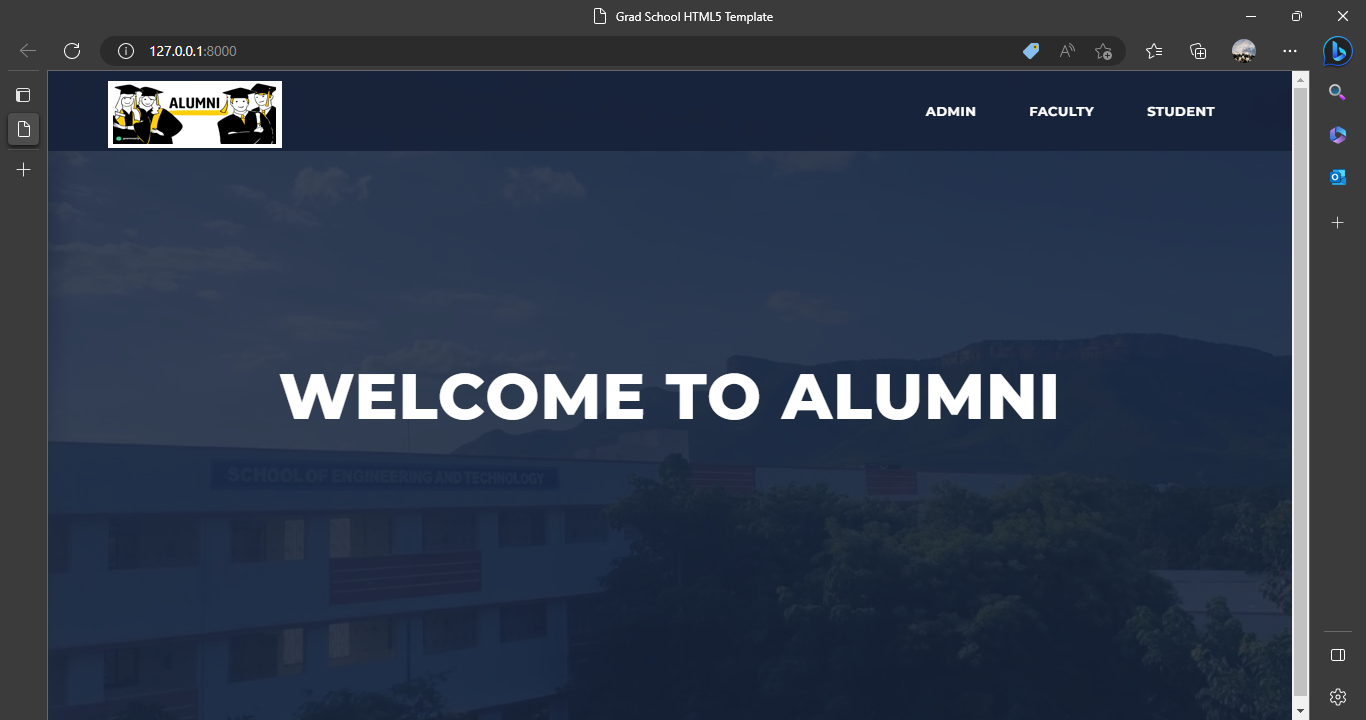 Grad School HTML5 Template
127.0.0.1:8000
ALUMNI
ADMIN FACULTY STUDENT
WELCOME TO ALUMNI
SCHOOL OF ENGINEERING AND TECHNOLOGY